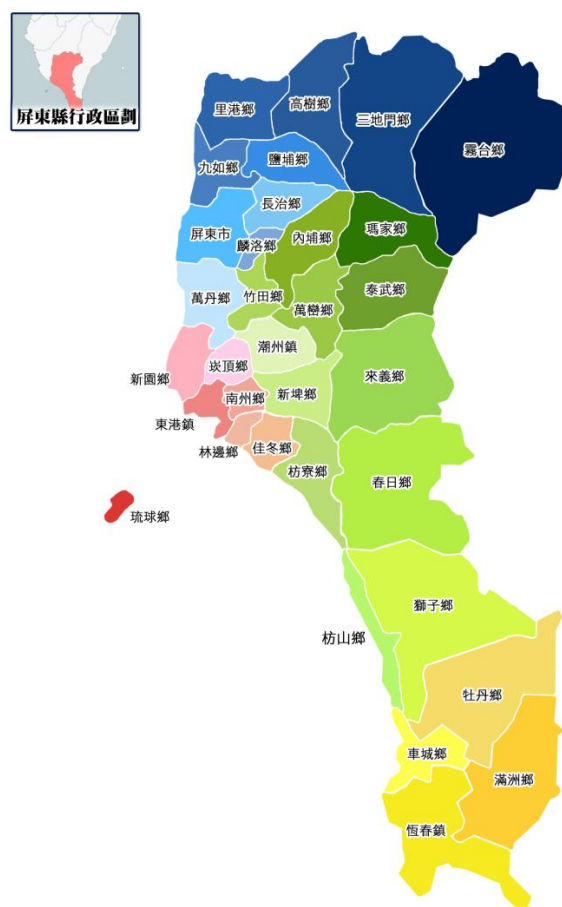 屏東縣行政區劃
里港鄉
高樹鄉
三地門鄉
霧台鄉
九如鄉
鹽埔鄉
長治鄉
屏東市
麟洛鄉
內埔鄉
瑪家鄉
萬丹鄉
竹田鄉
萬巒鄉
泰武鄉
潮州鎮
新園鄉
崁頂鄉
來義鄉
南州鄉
新埤鄉
東港鎮
林邊鄉
佳冬鄉
枋寮鄉
春日鄉
琉球鄉
獅子鄉
枋山鄉
牡丹鄉
車城鄉
滿洲鄉
恆春鎮